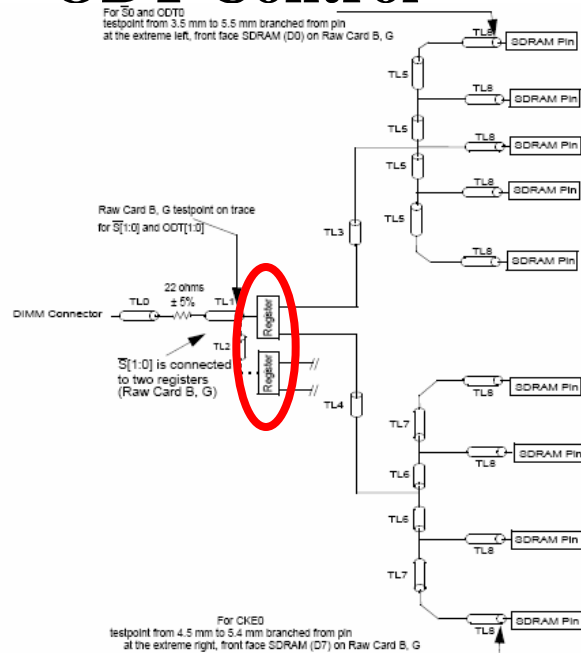 ODT Control
For S0 and ODT0
testpoint from 3.5 mm to 5.5 mm branched from pin
at the extreme left, front face SDRAM (D0) on Raw Card B, G
TL8
SDRAM Pin
TL5
TL8
SDRAM Pin
TL5
TL8
SDRAM Pin
TL5
TL8
SDRAM Pin
TL5
TL8
SDRAM Pin
Raw Card B, G testpoint on trace
for S[1:0] and ODT[1:0]
TL3
22 ohms
± 5%
DIMM Connector
TL0
TL1
Register
TL2
S[1:0] is connected
to two registers
(Raw Card B, G)
Register
TL4
TL8
SDRAM Pin
TL7
TL8
SDRAM Pin
TL6
TL6
TL8
SDRAM Pin
TL7
TL8
SDRAM Pin
For CKE0
testpoint from 4.5 mm to 5.4 mm branched from pin
at the extreme right, front face SDRAM (D7) on Raw Card B, G